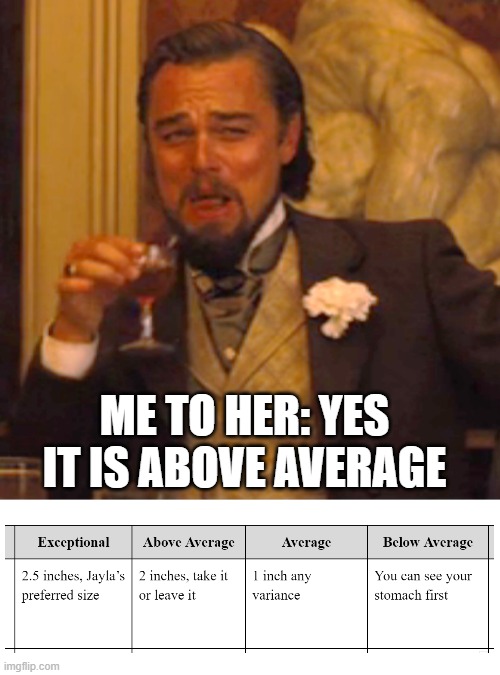 ME TO HER: YES
IT IS ABOVE AVERAGE
Exceptional Above Average Average Below Average
2.5 inches, Jayla's 2 inches, take it 1 inch any You can see your
preferred size or leave it variance stomach first
imgflip.com